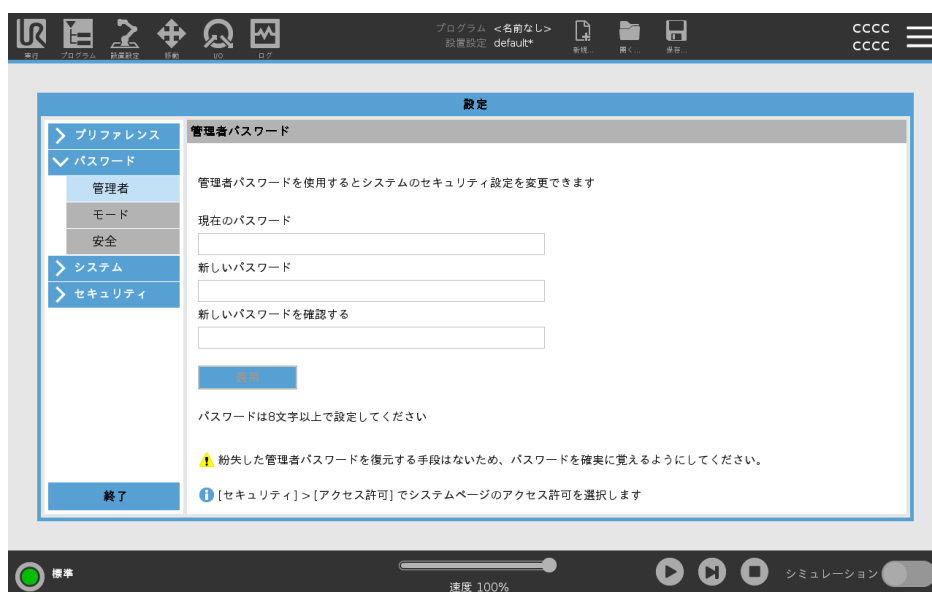 UR
プログラム <名前なし>
設置設定 default*
cccc
cccc
実行 プログラム 設置設定 移動 I/O ログ
新規... 開く... 保存...
設定
プリファレンス
パスワード
管理者
モード
安全
システム
セキュリティ
終了
管理者パスワード
管理者パスワードを使用するとシステムのセキュリティ設定を変更できます
現在のパスワード
新しいパスワード
新しいパスワードを確認する
適用
パスワードは8文字以上で設定してください
紛失した管理者パスワードを復元する手段はないため、パスワードを確実に覚えるようにしてください。
[セキュリティ] > [アクセス許可] でシステムページのアクセス許可を選択します
標準
速度 100%
シミュレーション